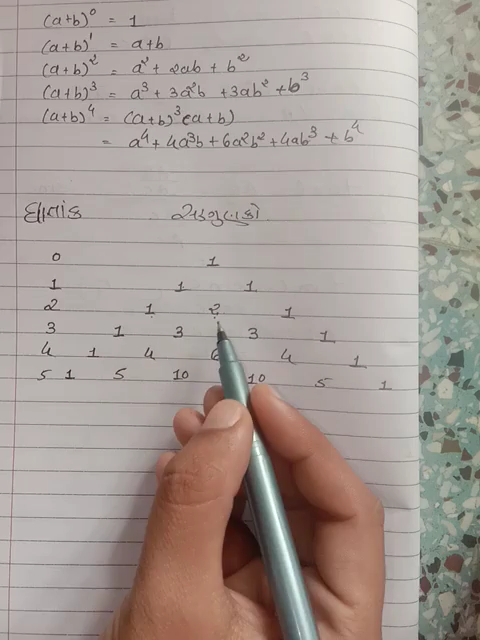 (a+b)⁰ = 1
(a+b)¹ = a+b
(a+b)² = a² + 2ab + b²
(a+b)³ = a³ + 3a²b + 3ab² + b³
(a+b)⁴ = (a+b)³(a+b)
= a⁴ + 4a³b + 6a²b² + 4ab³ + b⁴
ઘાતાંક સહગુણકો
0 1
1 1 1
2 1 2 1
3 1 3 3 1
4 1 4 6 4 1
5 1 5 10 10 5 1